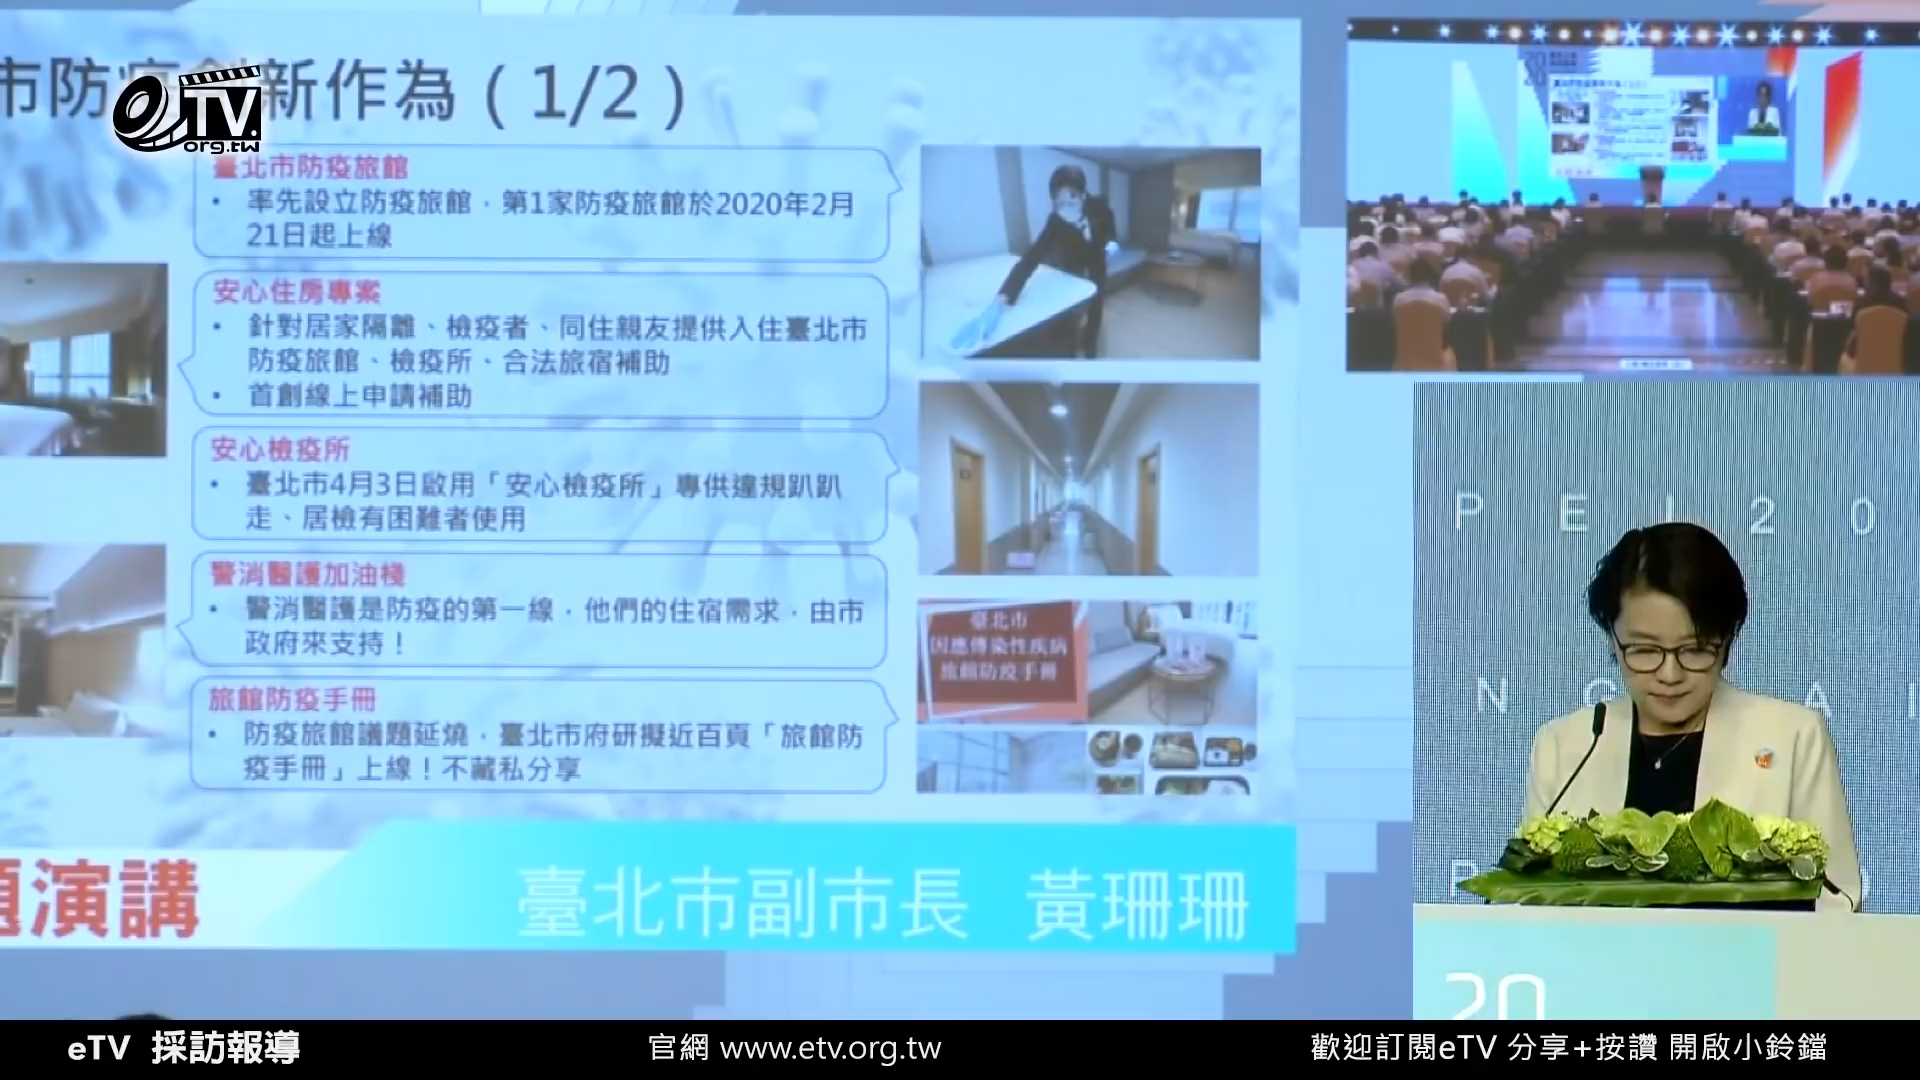 市防疫創新作為（1/2）
eTV.
org.tw
臺北市防疫旅館
• 率先設立防疫旅館，第1家防疫旅館於2020年2月
21日起上線
安心住房專案
• 針對居家隔離、檢疫者、同住親友提供入住臺北市
防疫旅館、檢疫所、合法旅宿補助
• 首創線上申請補助
安心檢疫所
• 臺北市4月3日啟用「安心檢疫所」專供違規趴趴
走、居檢有困難者使用
警消醫護加油棧
• 警消醫護是防疫的第一線，他們的住宿需求，由市
政府來支持！
旅館防疫手冊
• 防疫旅館議題延燒，臺北市府研擬近百頁「旅館防
疫手冊」上線！不藏私分享
臺北市
因應傳染性疾病
旅館防疫手冊
題演講
臺北市副市長 黃珊珊
P E I 2 0
N G A I
20
eTV 採訪報導
官網 www.etv.org.tw
歡迎訂閱eTV 分享+按讚 開啟小鈴鐺